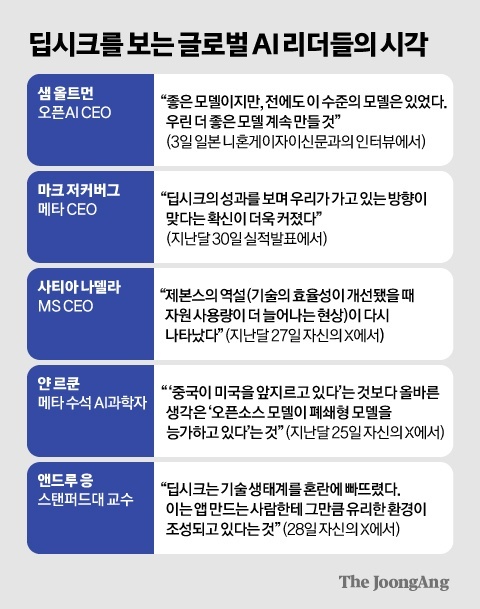 딥시크를 보는 글로벌 AI 리더들의 시각
샘 올트먼
오픈AI CEO
“좋은 모델이지만, 전에도 이 수준의 모델은 있었다.
우린 더 좋은 모델 계속 만들 것”
(3일 일본 니혼게이자이신문과의 인터뷰에서)
마크 저커버그
메타 CEO
“딥시크의 성과를 보며 우리가 가고 있는 방향이
맞다는 확신이 더욱 커졌다”
(지난달 30일 실적발표에서)
사티아 나델라
MS CEO
“제본스의 역설(기술의 효율성이 개선됐을 때
자원 사용량이 더 늘어나는 현상)이 다시
나타났다” (지난달 27일 자신의 X에서)
얀 르쿤
메타 수석 AI과학자
“ ‘중국이 미국을 앞지르고 있다’는 것보다 올바른
생각은 ‘오픈소스 모델이 폐쇄형 모델을
능가하고 있다’는 것” (지난달 25일 자신의 X에서)
앤드루 응
스탠퍼드대 교수
“딥시크는 기술 생태계를 혼란에 빠뜨렸다.
이는 앱 만드는 사람한테 그만큼 유리한 환경이
조성되고 있다는 것” (28일 자신의 X에서)
The JoongAng